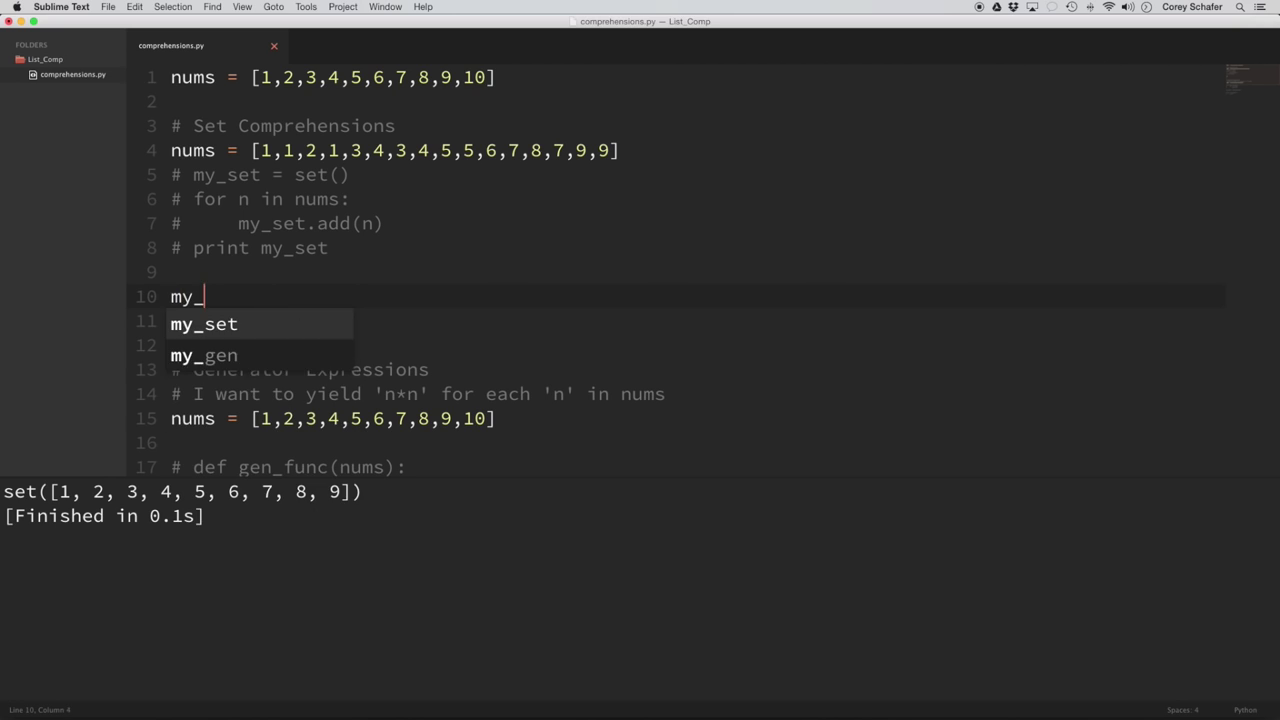 Sublime Text File Edit Selection Find View Goto Tools Project Window Help Corey Schafer
comprehensions.py — List_Comp
FOLDERS
List_Comp
comprehensions.py
comprehensions.py
1 nums = [1,2,3,4,5,6,7,8,9,10]
2
3 # Set Comprehensions
4 nums = [1,1,2,1,3,4,3,4,5,5,6,7,8,7,9,9]
5 # my_set = set()
6 # for n in nums:
7 #     my_set.add(n)
8 # print my_set
9
10 my_
11 my_set
12 my_gen
13 # Generator Expressions
14 # I want to yield 'n*n' for each 'n' in nums
15 nums = [1,2,3,4,5,6,7,8,9,10]
16
17 # def gen_func(nums):
set([1, 2, 3, 4, 5, 6, 7, 8, 9])
[Finished in 0.1s]
Line 10, Column 4 Spaces: 4 Python